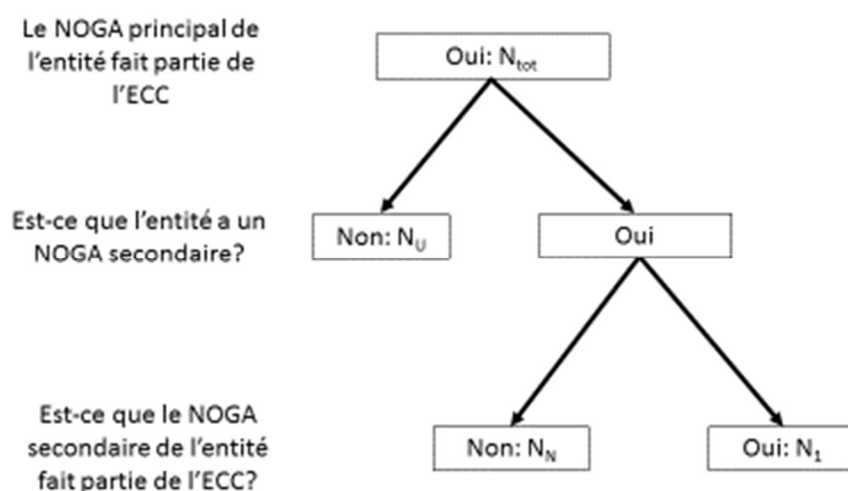 Le NOGA principal de
l'entité fait partie de
l'ECC
Oui: Ntot
Est-ce que l'entité a un
NOGA secondaire?
Non: NU
Oui
Est-ce que le NOGA
secondaire de l'entité
fait partie de l'ECC?
Non: NN
Oui: N1